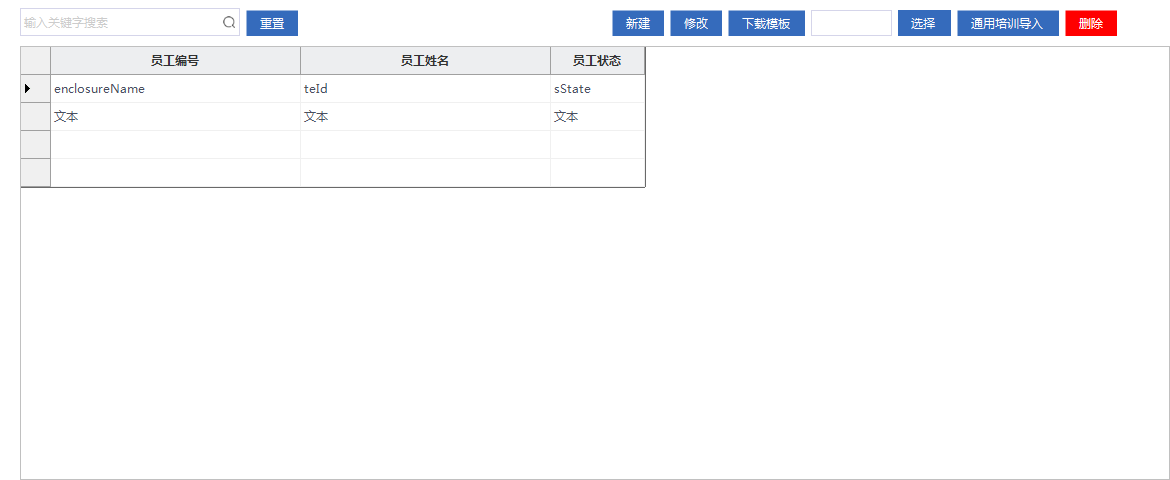 输入关键字搜索 重置 新建 修改 下载模板 选择 通用培训导入 删除
员工编号 员工姓名 员工状态
enclosureName teId sState
文本 文本 文本